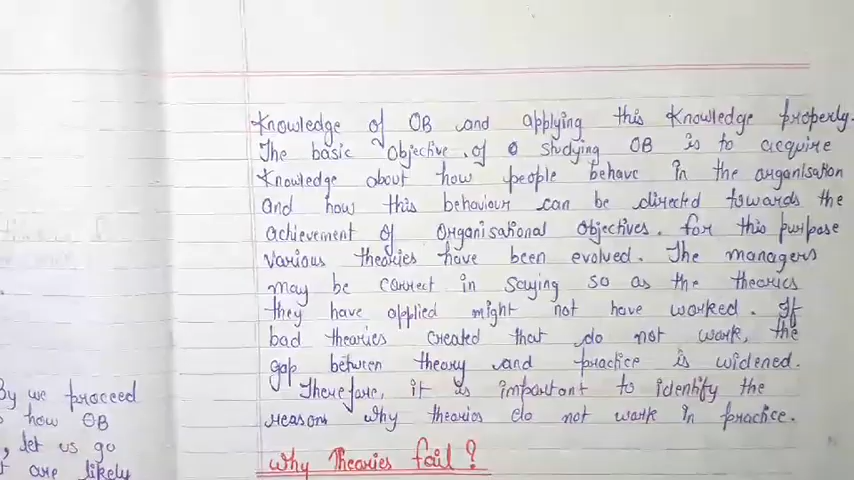 Knowledge of OB and applying this Knowledge properly.
The basic Objective of studying OB is to acquire
Knowledge about how people behave in the organisation
and how this behaviour can be directed towards the
achievement of Organisational Objectives. for this purpose
various theories have been evolved. The managers
may be correct in saying so as the theories
they have applied might not have worked. If
bad theories created that do not work, the
gap between theory and practice is widened.
Therefore, it is important to identify the
reasons why theories do not work in practice.
Why Theories fail?
By we proceed
how OB
, let us go
are likely